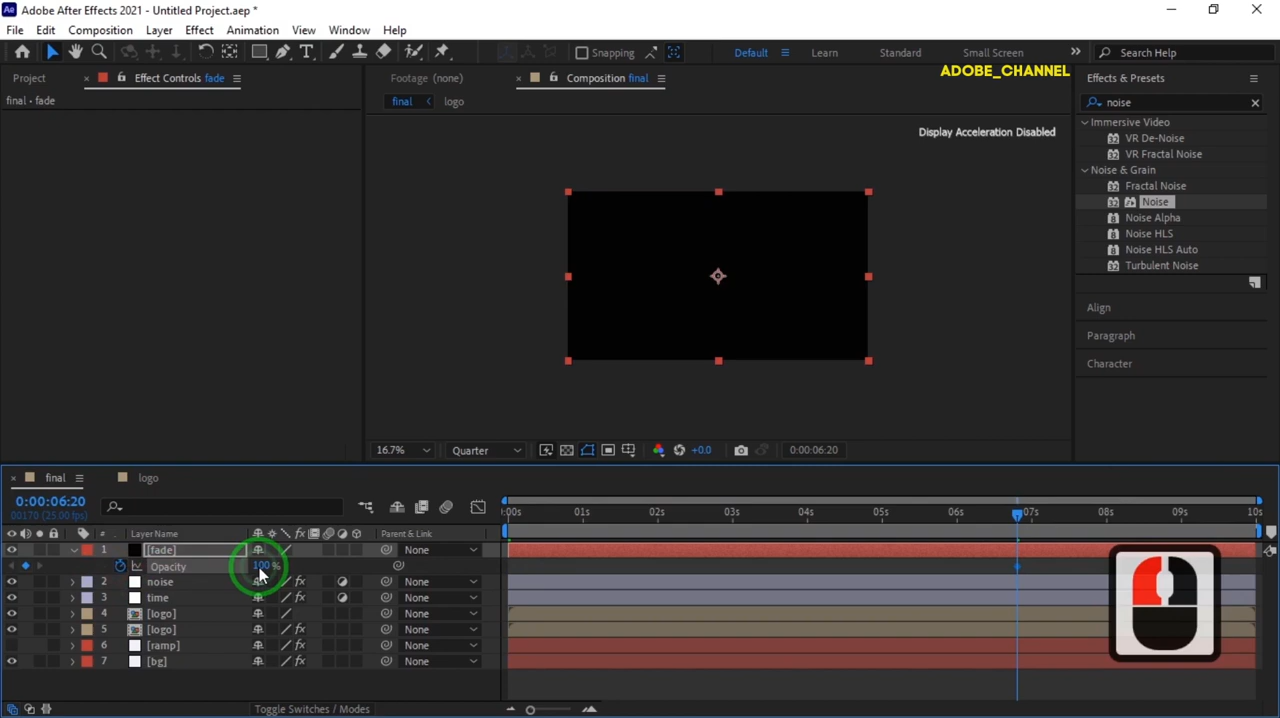 Adobe After Effects 2021 - Untitled Project.aep *
File Edit Composition Layer Effect Animation View Window Help
Snapping Default Learn Standard Small Screen Search Help
ADOBE_CHANNEL
Project Effect Controls fade Footage (none) Composition final Effects & Presets
final • fade final logo noise
Immersive Video
Display Acceleration Disabled
VR De-Noise
VR Fractal Noise
Noise & Grain
Fractal Noise
Noise
Noise Alpha
Noise HLS
Noise HLS Auto
Turbulent Noise
Align
Paragraph
Character
16.7% Quarter +0.0 0:00:06:20
final logo
0:00:06:20
00170 (25.00 fps)
:00s 01s 02s 03s 04s 05s 06s 07s 08s 09s 10s
# Layer Name fx Parent & Link
1 [fade] None
Opacity 100 %
2 noise fx None
3 time None
4 [logo] None
5 [logo] fx None
6 [ramp] fx None
7 [bg] fx None
Toggle Switches / Modes